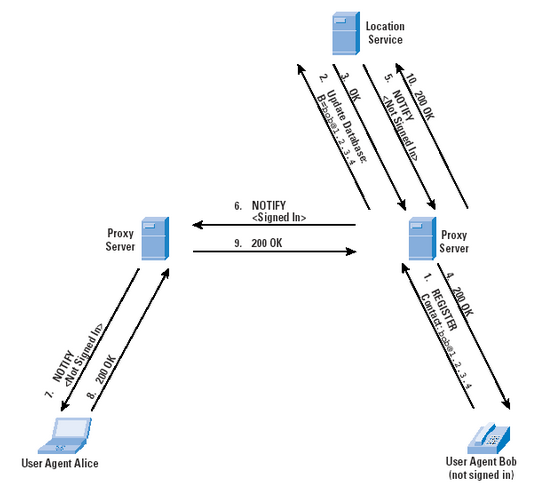 Location
Service
2. Update Database:
B=bob@1.2.3.4
3. OK
5. NOTIFY
<Not Signed In>
10. 200 OK
6. NOTIFY
<Signed In>
9. 200 OK
Proxy
Server
Proxy
Server
7. NOTIFY
<Not Signed In>
8. 200 OK
1. REGISTER
Contact:bob@1.2.3.4
4. 200 OK
User Agent Alice
User Agent Bob
(not signed in)